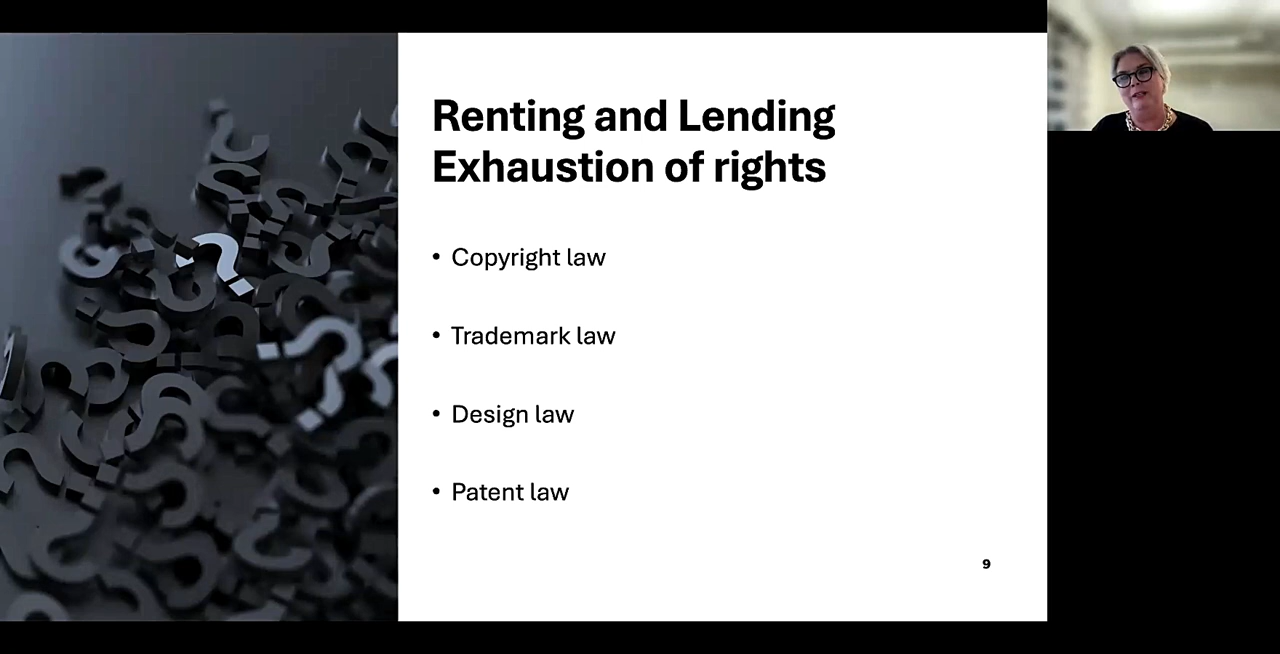 Renting and Lending
Exhaustion of rights
• Copyright law
• Trademark law
• Design law
• Patent law
9